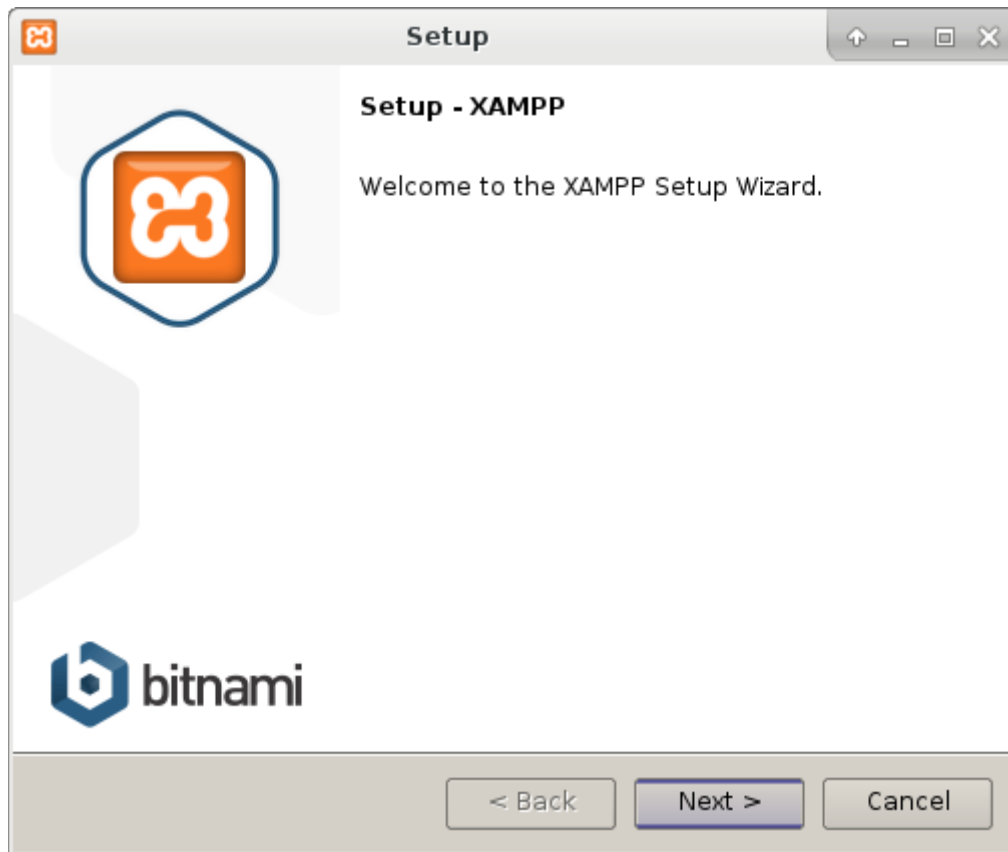 Setup
Setup - XAMPP
Welcome to the XAMPP Setup Wizard.
bitnami
< Back
Next >
Cancel